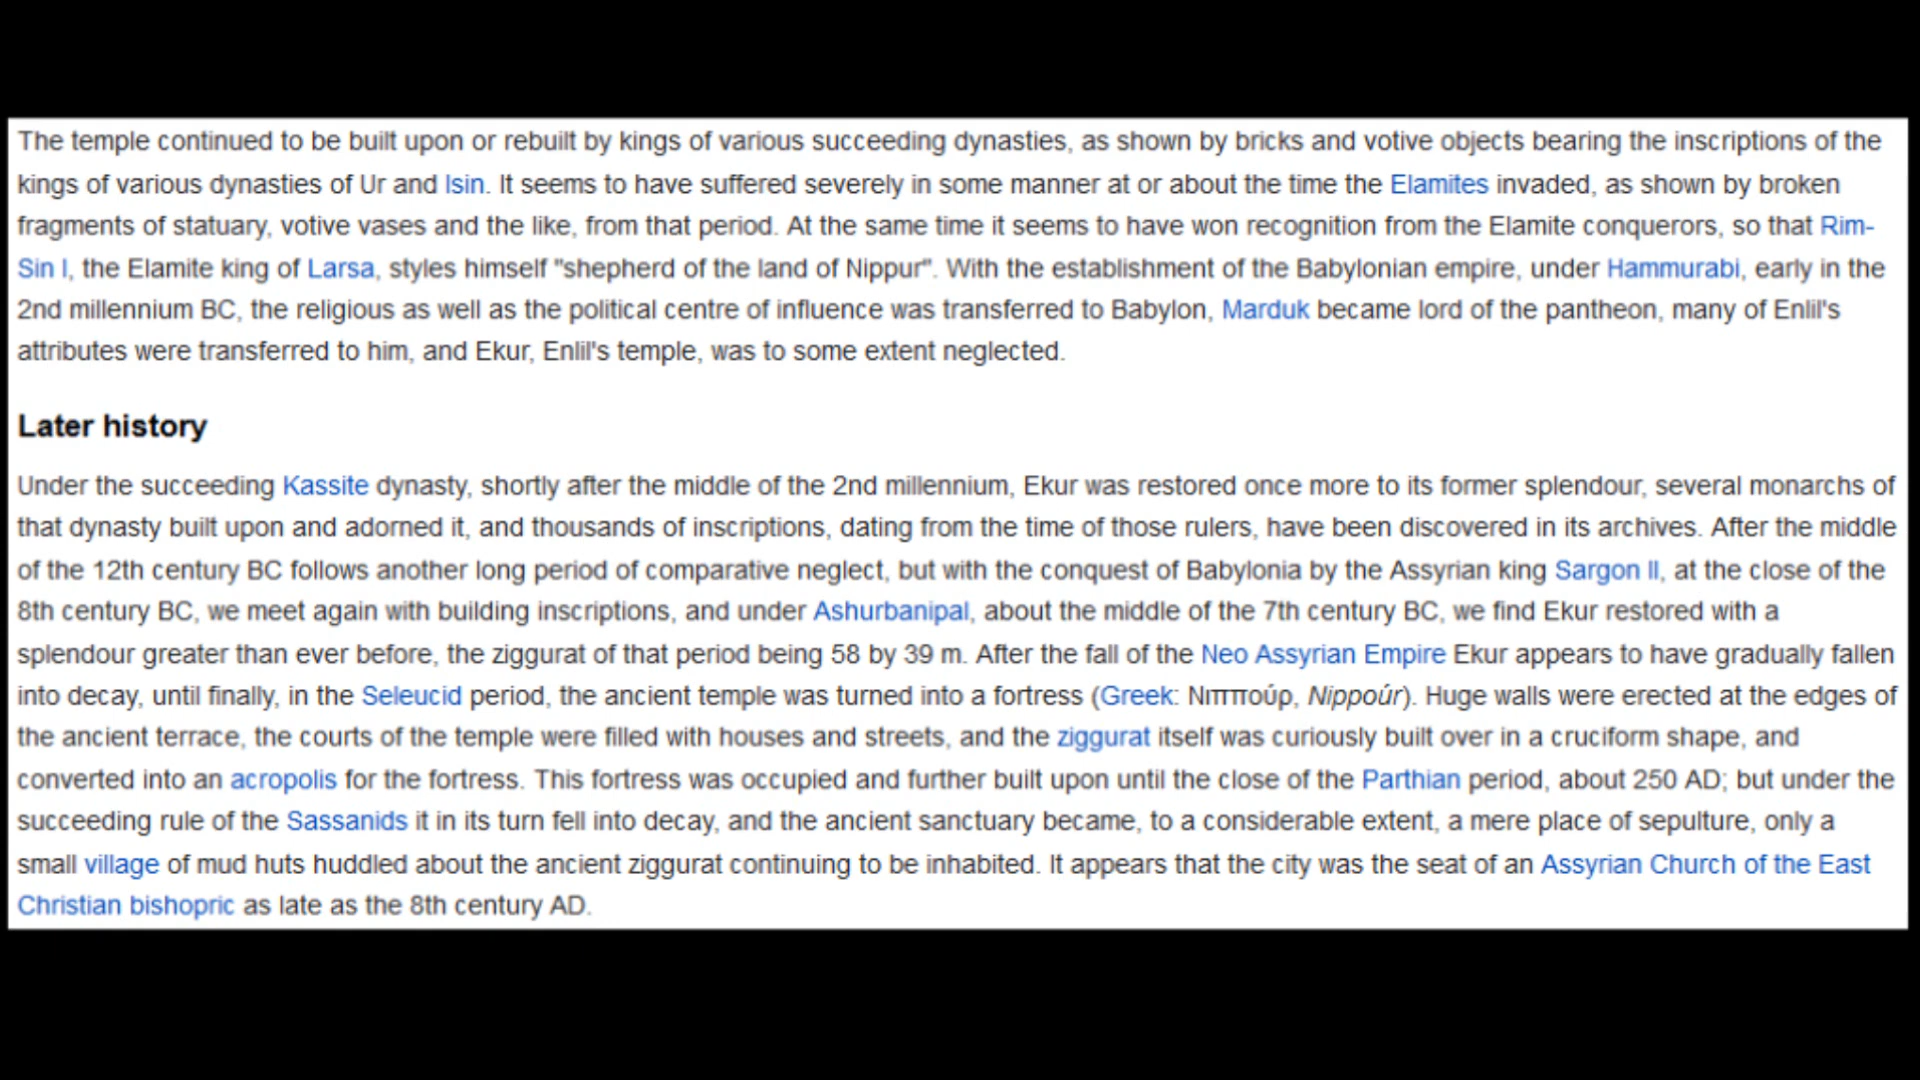 The temple continued to be built upon or rebuilt by kings of various succeeding dynasties, as shown by bricks and votive objects bearing the inscriptions of the
kings of various dynasties of Ur and Isin. It seems to have suffered severely in some manner at or about the time the Elamites invaded, as shown by broken
fragments of statuary, votive vases and the like, from that period. At the same time it seems to have won recognition from the Elamite conquerors, so that Rim-
Sin I, the Elamite king of Larsa, styles himself "shepherd of the land of Nippur". With the establishment of the Babylonian empire, under Hammurabi, early in the
2nd millennium BC, the religious as well as the political centre of influence was transferred to Babylon, Marduk became lord of the pantheon, many of Enlil's
attributes were transferred to him, and Ekur, Enlil's temple, was to some extent neglected.
Later history
Under the succeeding Kassite dynasty, shortly after the middle of the 2nd millennium, Ekur was restored once more to its former splendour, several monarchs of
that dynasty built upon and adorned it, and thousands of inscriptions, dating from the time of those rulers, have been discovered in its archives. After the middle
of the 12th century BC follows another long period of comparative neglect, but with the conquest of Babylonia by the Assyrian king Sargon II, at the close of the
8th century BC, we meet again with building inscriptions, and under Ashurbanipal, about the middle of the 7th century BC, we find Ekur restored with a
splendour greater than ever before, the ziggurat of that period being 58 by 39 m. After the fall of the Neo Assyrian Empire Ekur appears to have gradually fallen
into decay, until finally, in the Seleucid period, the ancient temple was turned into a fortress (Greek: Νιππούρ, Nippoúr). Huge walls were erected at the edges of
the ancient terrace, the courts of the temple were filled with houses and streets, and the ziggurat itself was curiously built over in a cruciform shape, and
converted into an acropolis for the fortress. This fortress was occupied and further built upon until the close of the Parthian period, about 250 AD; but under the
succeeding rule of the Sassanids it in its turn fell into decay, and the ancient sanctuary became, to a considerable extent, a mere place of sepulture, only a
small village of mud huts huddled about the ancient ziggurat continuing to be inhabited. It appears that the city was the seat of an Assyrian Church of the East
Christian bishopric as late as the 8th century AD.